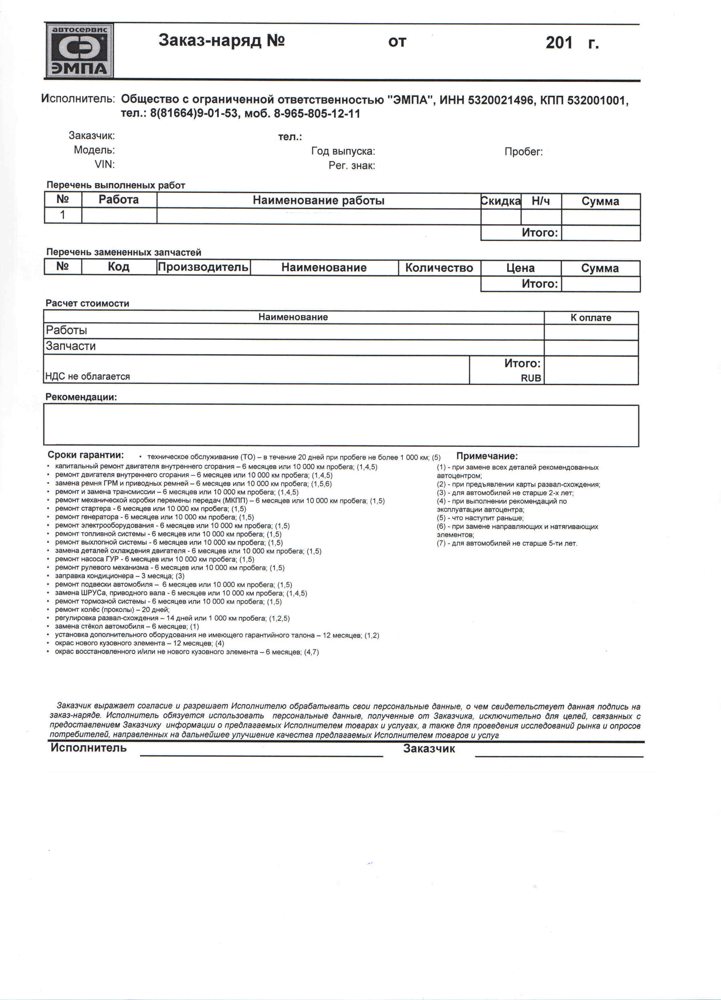 автосервис
СЭ
®
ЭМПА
Заказ-наряд № от 201 г.
Исполнитель: Общество с ограниченной ответственностью "ЭМПА", ИНН 5320021496, КПП 532001001,
тел.: 8(81664)9-01-53, моб. 8-965-805-12-11
Заказчик: тел.:
Модель: Год выпуска: Пробег:
VIN: Рег. знак:
Перечень выполненых работ
№ Работа Наименование работы Скидка Н/ч Сумма
1
Итого:
Перечень замененных запчастей
№ Код Производитель Наименование Количество Цена Сумма
Итого:
Расчет стоимости
Наименование К оплате
Работы
Запчасти
Итого:
НДС не облагается RUB
Рекомендации:
Сроки гарантии: • техническое обслуживание (ТО) – в течение 20 дней при пробеге не более 1 000 км; (5)
• капитальный ремонт двигателя внутреннего сгорания – 6 месяцев или 10 000 км пробега; (1,4,5)
• ремонт двигателя внутреннего сгорания – 6 месяцев или 10 000 км пробега; (1,4,5)
• замена ремня ГРМ и приводных ремней – 6 месяцев или 10 000 км пробега; (1,5,6)
• ремонт и замена трансмиссии – 6 месяцев или 10 000 км пробега; (1,4,5)
• ремонт механической коробки перемены передач (МКПП) – 6 месяцев или 10 000 км пробега; (1,5)
• ремонт стартера - 6 месяцев или 10 000 км пробега; (1,5)
• ремонт генератора - 6 месяцев или 10 000 км пробега; (1,5)
• ремонт электрооборудования - 6 месяцев или 10 000 км пробега; (1,5)
• ремонт топливной системы - 6 месяцев или 10 000 км пробега; (1,5)
• ремонт выхлопной системы - 6 месяцев или 10 000 км пробега; (1,5)
• замена деталей охлаждения двигателя - 6 месяцев или 10 000 км пробега; (1,5)
• ремонт насоса ГУР - 6 месяцев или 10 000 км пробега; (1,5)
• ремонт рулевого механизма - 6 месяцев или 10 000 км пробега; (1,5)
• заправка кондиционера – 3 месяца; (3)
• ремонт подвески автомобиля – 6 месяцев или 10 000 км пробега; (1,5)
• замена ШРУСа, приводного вала - 6 месяцев или 10 000 км пробега; (1,4,5)
• ремонт тормозной системы - 6 месяцев или 10 000 км пробега; (1,5)
• ремонт колёс (проколы) – 20 дней;
• регулировка развал-схождения – 14 дней или 1 000 км пробега; (1,2,5)
• замена стёкол автомобиля – 6 месяцев; (1)
• установка дополнительного оборудования не имеющего гарантийного талона – 12 месяцев; (1,2)
• окрас нового кузовного элемента – 12 месяцев; (4)
• окрас восстановленного и/или не нового кузовного элемента – 6 месяцев; (4,7)
Примечание:
(1) - при замене всех деталей рекомендованных
автоцентром;
(2) - при предъявлении карты развал-схождения;
(3) - для автомобилей не старше 2-х лет;
(4) - при выполнении рекомендаций по
эксплуатации автоцентра;
(5) - что наступит раньше;
(6) - при замене направляющих и натягивающих
элементов;
(7) - для автомобилей не старше 5-ти лет.
Заказчик выражает согласие и разрешает Исполнителю обрабатывать свои персональные данные, о чем свидетельствует данная подпись на
заказ-наряде. Исполнитель обязуется использовать персональные данные, полученные от Заказчика, исключительно для целей, связанных с
предоставлением Заказчику информации о предлагаемых Исполнителем товарах и услугах, а также для проведения исследований рынка и опросов
потребителей, направленных на дальнейшее улучшение качества предлагаемых Исполнителем товаров и услуг
Исполнитель Заказчик